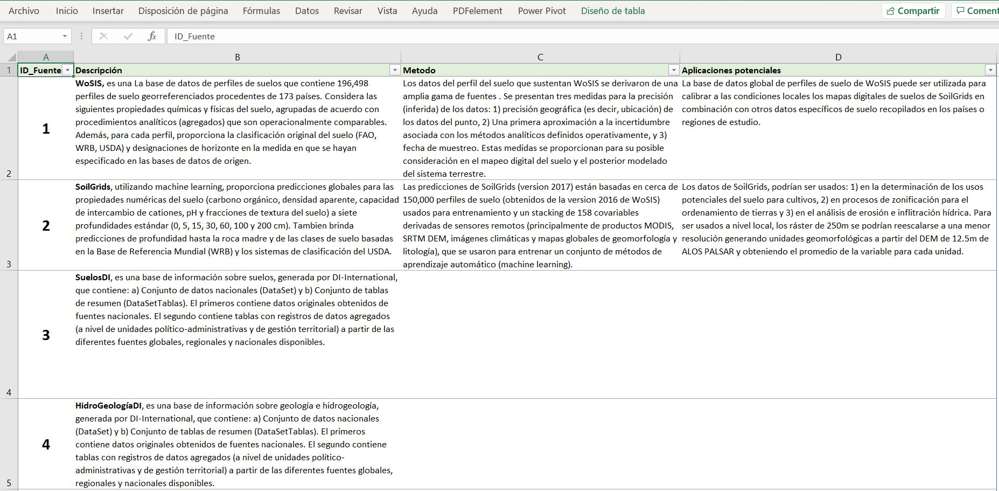 Archivo Inicio Insertar Disposición de página Fórmulas Datos Revisar Vista Ayuda PDFelement Power Pivot Diseño de tabla Compartir Coment
A1 fx ID_Fuente
A B C D
1 ID_Fuente Descripción Metodo Aplicaciones potenciales
WoSIS, es una La base de datos de perfiles de suelos que contiene 196,498
perfiles de suelo georreferenciados procedentes de 173 países. Considera las
siguientes propiedades químicas y físicas del suelo, agrupadas de acuerdo con
procedimientos analíticos (agregados) que son operacionalmente comparables.
Además, para cada perfil, proporciona la clasificación original del suelo (FAO,
WRB, USDA) y designaciones de horizonte en la medida en que se hayan
especificado en las bases de datos de origen.
1
2
Los datos del perfil del suelo que sustentan WoSIS se derivaron de una
amplia gama de fuentes . Se presentan tres medidas para la precisión
(inferida) de los datos: 1) precisión geográfica (es decir, ubicación) de
los datos del punto, 2) Una primera aproximación a la incertidumbre
asociada con los métodos analíticos definidos operativamente, y 3)
fecha de muestreo. Estas medidas se proporcionan para su posible
consideración en el mapeo digital del suelo y el posterior modelado
del sistema terrestre.
La base de datos global de perfiles de suelo de WoSIS puede ser utilizada para
calibrar a las condiciones locales los mapas digitales de suelos de SoilGrids en
combinación con otros datos específicos de suelo recopilados en los países o
regiones de estudio.
2
3
SoilGrids, utilizando machine learning, proporciona predicciones globales para las
propiedades numéricas del suelo (carbono orgánico, densidad aparente, capacidad
de intercambio de cationes, pH y fracciones de textura del suelo) a siete
profundidades estándar (0, 5, 15, 30, 60, 100 y 200 cm). Tambien brinda
predicciones de profundidad hasta la roca madre y de las clases de suelo basadas
en la Base de Referencia Mundial (WRB) y los sistemas de clasificación del USDA.
Las predicciones de SoilGrids (version 2017) están basadas en cerca de
150,000 perfiles de suelo (obtenidos de la version 2016 de WoSIS)
usados para entrenamiento y un stacking de 158 covariables
derivadas de sensores remotos (principalmente de productos MODIS,
SRTM DEM, imágenes climáticas y mapas globales de geomorfología y
litología), que se usaron para entrenar un conjunto de métodos de
aprendizaje automático (machine learning).
Los datos de SoilGrids, podrían ser usados: 1) en la determinación de los usos
potenciales del suelo para cultivos, 2) en procesos de zonificación para el
ordenamiento de tierras y 3) en el análisis de erosión e inflitración hídrica. Para
ser usados a nivel local, los ráster de 250m se podrían reescalarse a una menor
resolución generando unidades geomorfológicas a partir del DEM de 12.5m de
ALOS PALSAR y obteniendo el promedio de la variable para cada unidad.
3
4
SuelosDI, es una base de información sobre suelos, generada por DI-International,
que contiene: a) Conjunto de datos nacionales (DataSet) y b) Conjunto de tablas
de resumen (DataSetTablas). El primeros contiene datos originales obtenidos de
fuentes nacionales. El segundo contiene tablas con registros de datos agregados
(a nivel de unidades político-administrativas y de gestión territorial) a partir de las
diferentes fuentes globales, regionales y nacionales disponibles.
4
5
HidroGeologíaDI, es una base de información sobre geología e hidrogeología,
generada por DI-International, que contiene: a) Conjunto de datos nacionales
(DataSet) y b) Conjunto de tablas de resumen (DataSetTablas). El primeros
contiene datos originales obtenidos de fuentes nacionales. El segundo contiene
tablas con registros de datos agregados (a nivel de unidades político-
administrativas y de gestión territorial) a partir de las diferentes fuentes globales,
regionales y nacionales disponibles.